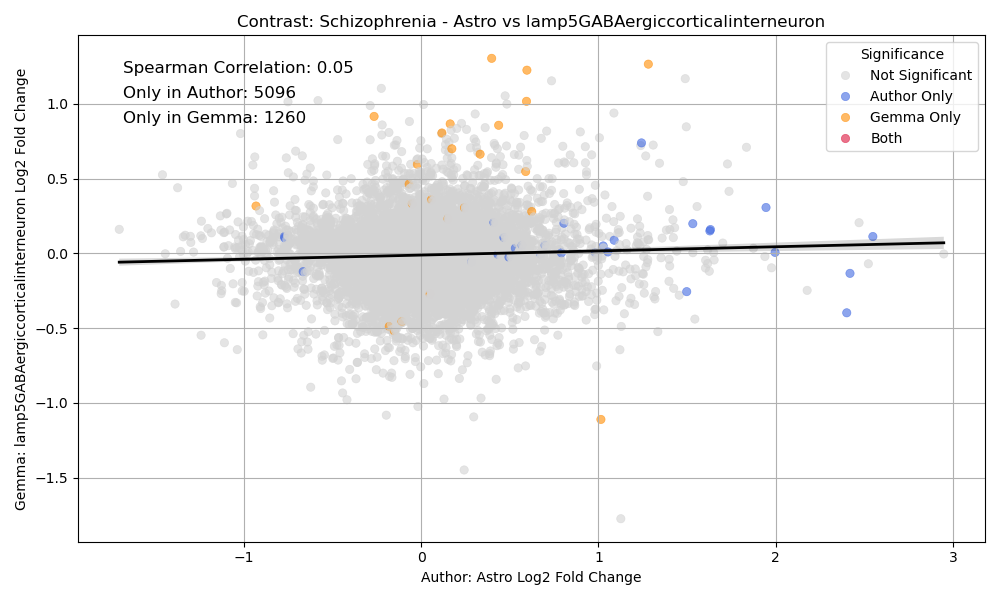 Contrast: Schizophrenia - Astro vs lamp5GABAergiccorticalinterneuron
Spearman Correlation: 0.05
Only in Author: 5096
Only in Gemma: 1260
Significance
Not Significant
Author Only
Gemma Only
Both
Gemma: lamp5GABAergiccorticalinterneuron Log2 Fold Change
1.0
0.5
0.0
−0.5
−1.0
−1.5
−1
0
1
2
3
Author: Astro Log2 Fold Change